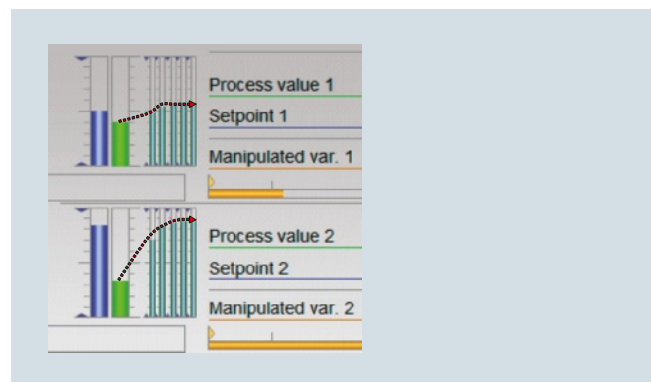 Process value 1
Setpoint 1
Manipulated var. 1
Process value 2
Setpoint 2
Manipulated var. 2